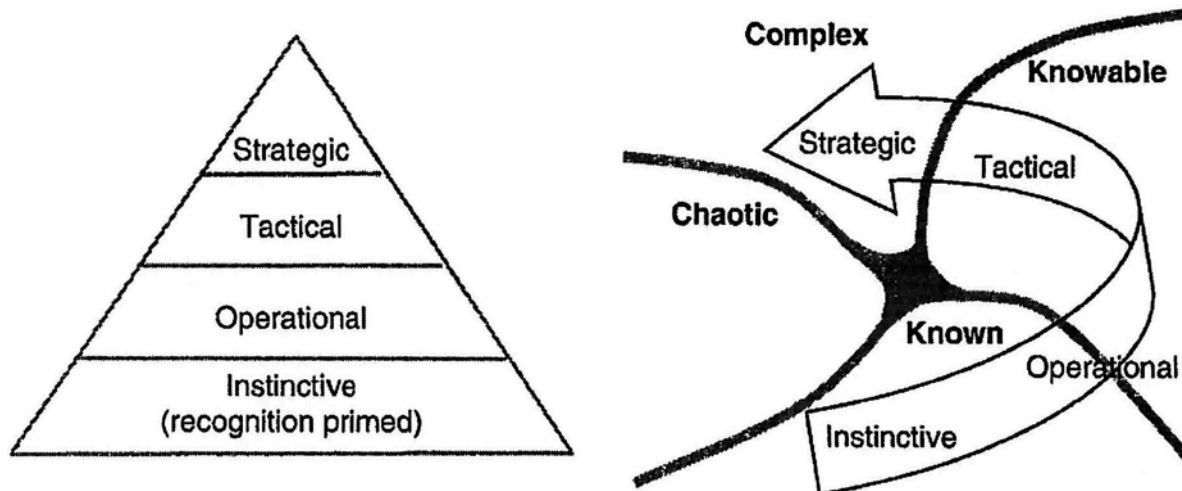 Strategic
Tactical
Operational
Instinctive
(recognition primed)
Complex
Knowable
Strategic
Tactical
Chaotic
Known
Operational
Instinctive